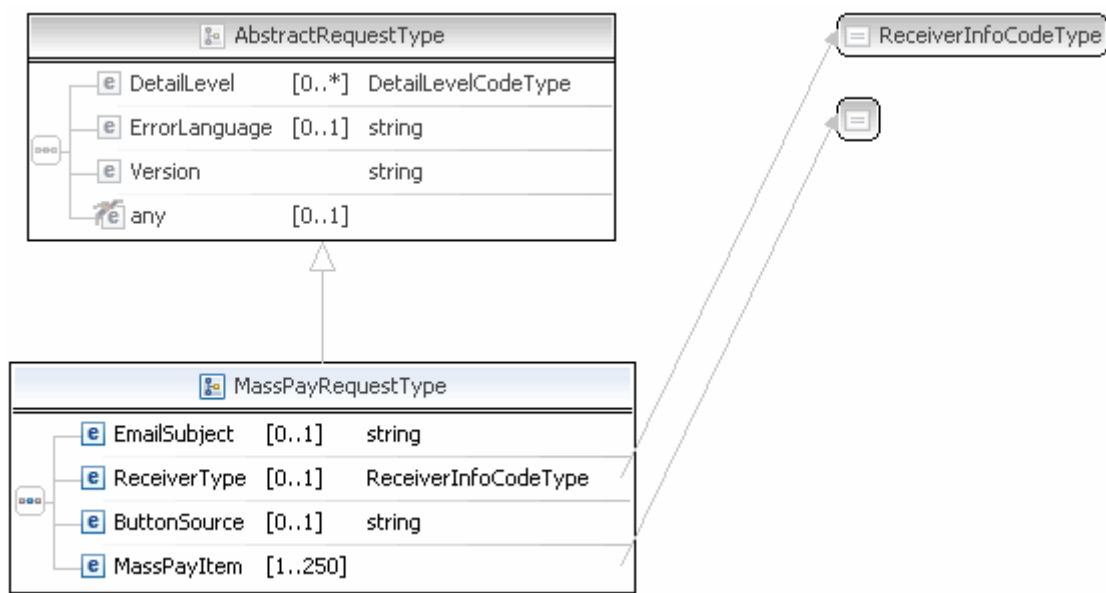 AbstractRequestType
e DetailLevel [0..*] DetailLevelCodeType
e ErrorLanguage [0..1] string
e Version string
e any [0..1]
ReceiverInfoCodeType
MassPayRequestType
e EmailSubject [0..1] string
e ReceiverType [0..1] ReceiverInfoCodeType
e ButtonSource [0..1] string
e MassPayItem [1..250]